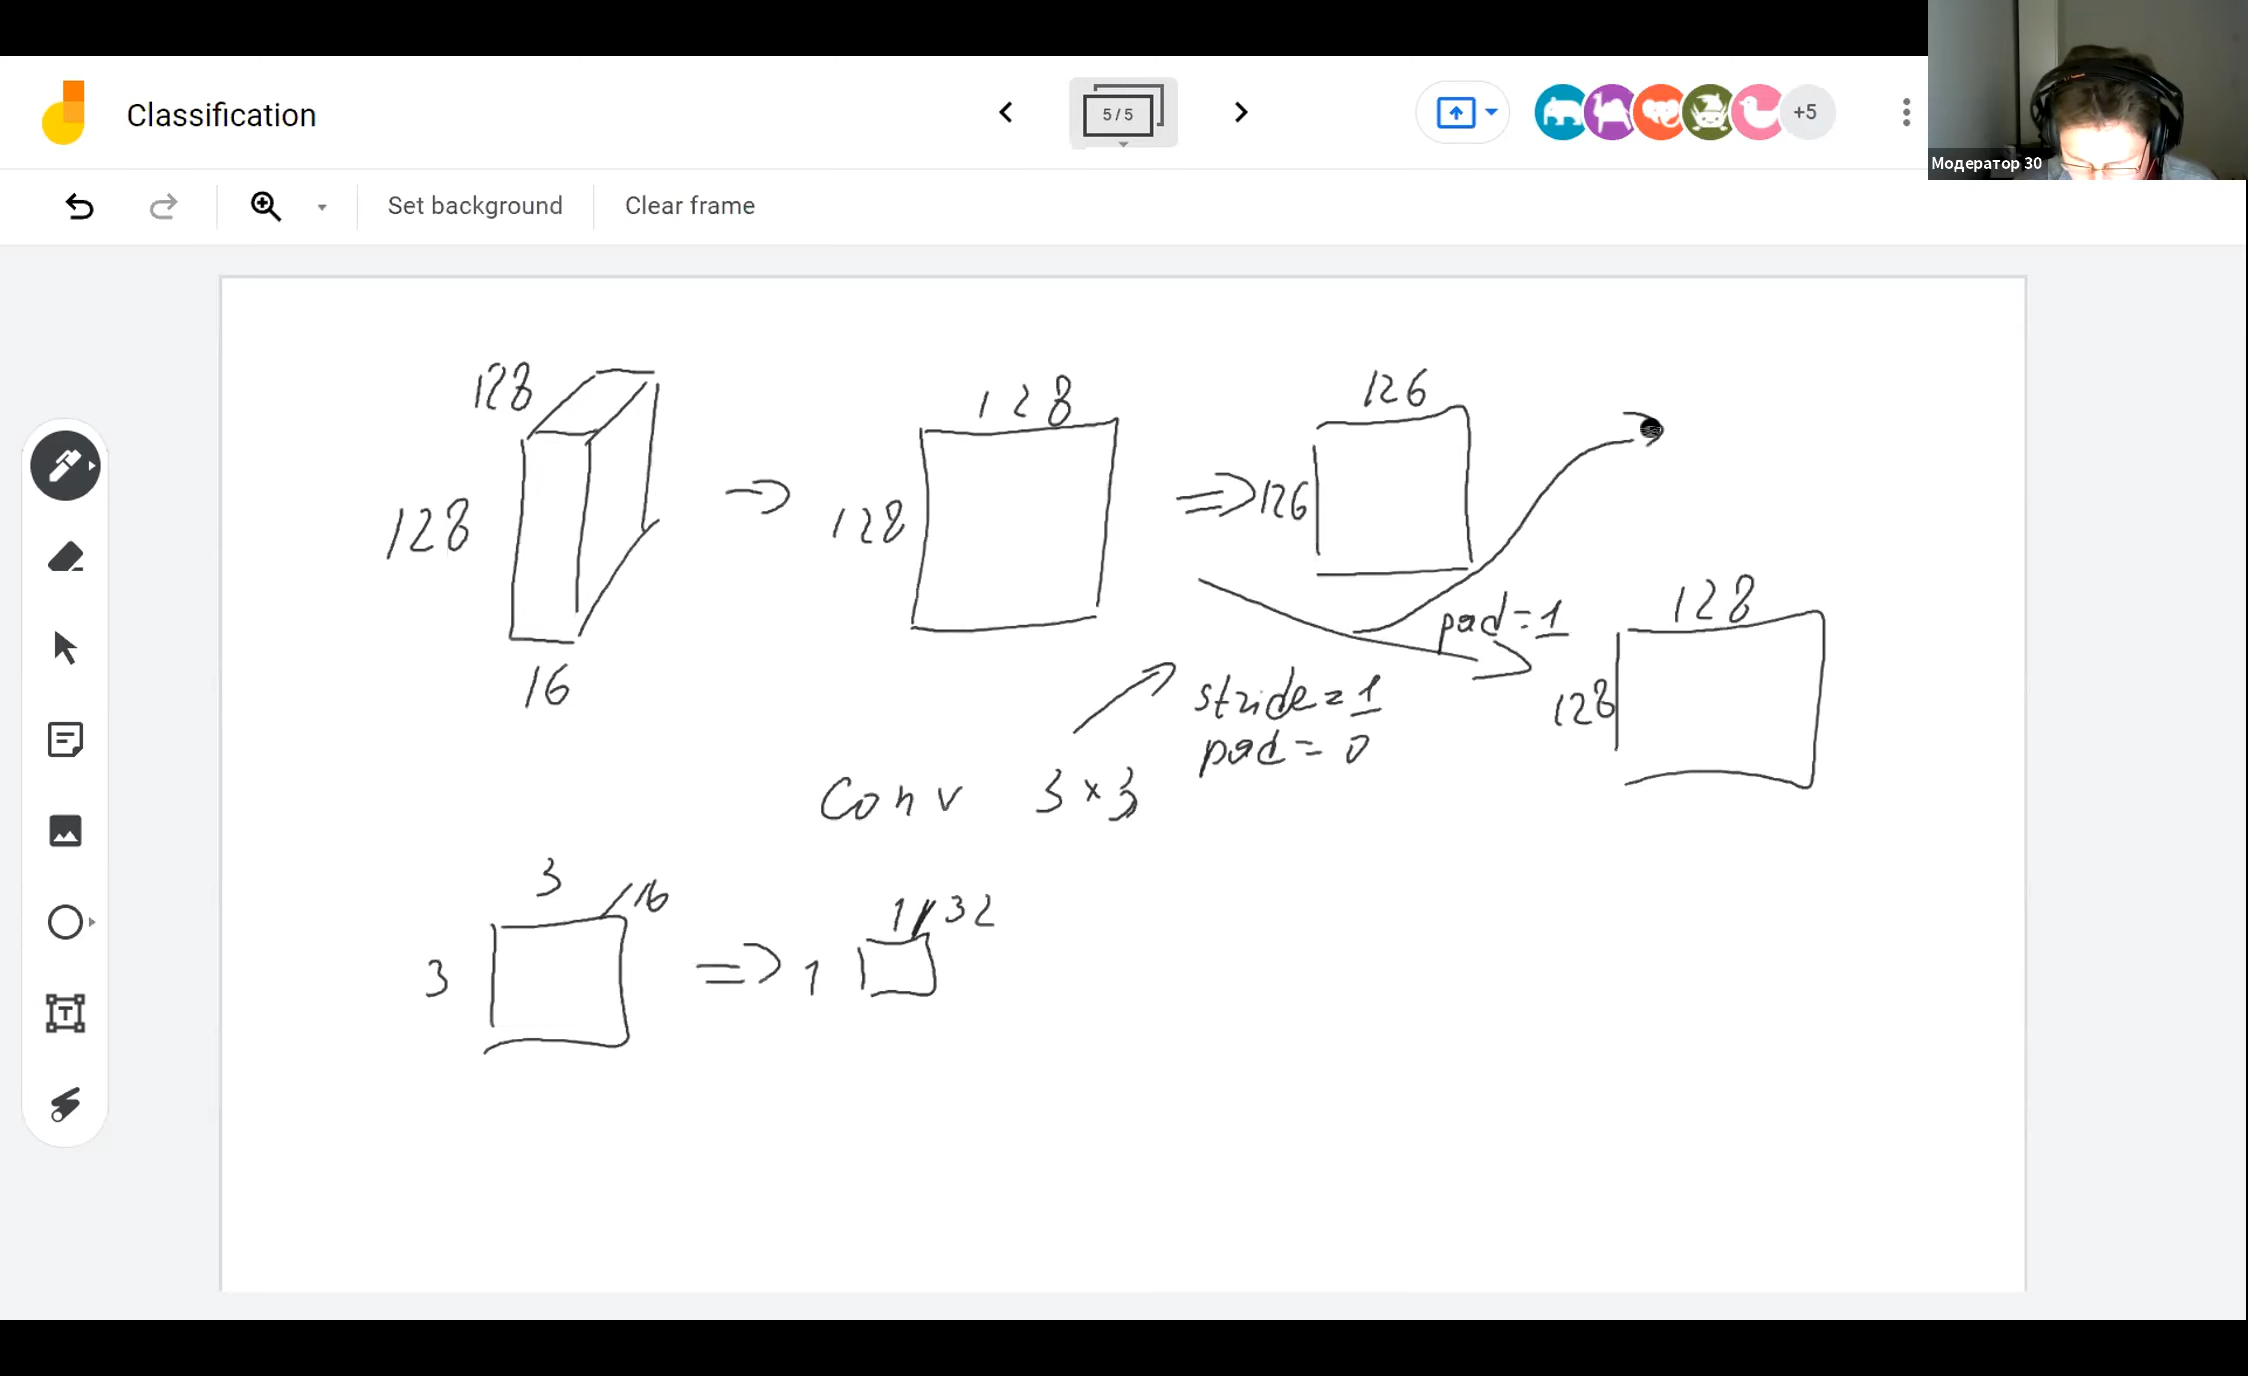 Classification
5 / 5
+5
Модератор 30
Set background
Clear frame
128
128
16
128
128
126
126
pad = 1
128
128
stride = 1
pad = 0
Conv 3 × 3
3
16
3
1
32
1